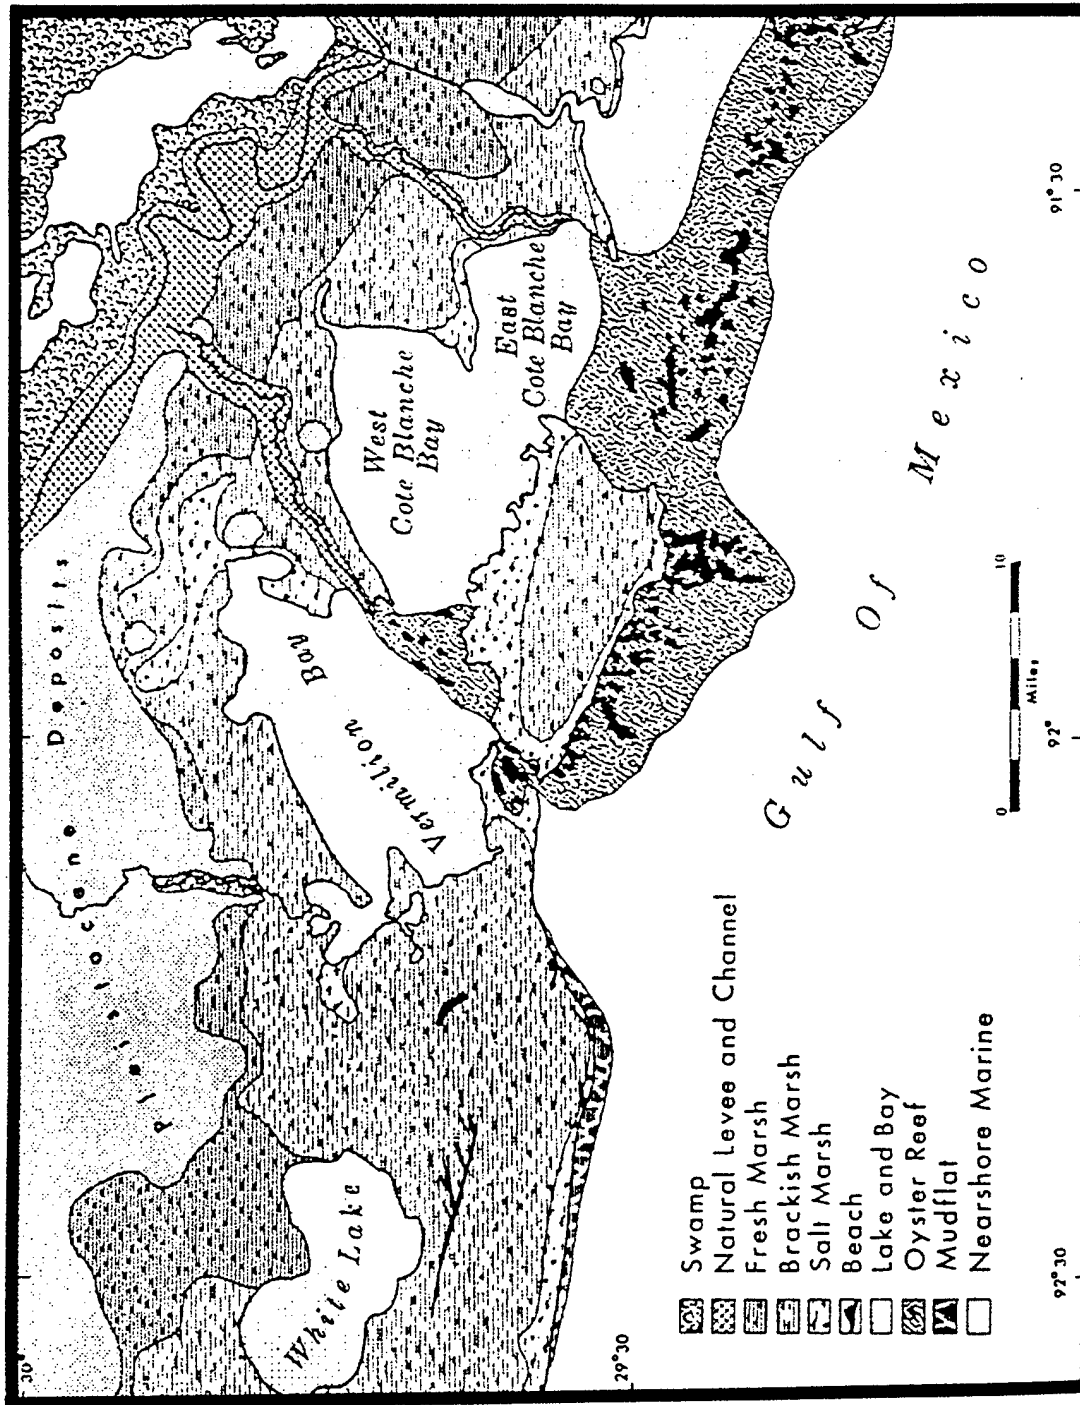 30°
Pleistocene
Deposits
White Lake
Vermilion
Bay
West
Cote Blanche
Bay
East
Cote Blanche
Bay
Gulf Of Mexico
Swamp
Natural Levee and Channel
Fresh Marsh
Brackish Marsh
Salt Marsh
Beach
Lake and Bay
Oyster Reef
Mudflat
Nearshore Marine
0
10
Miles
29°30
92°30
92°
91°30